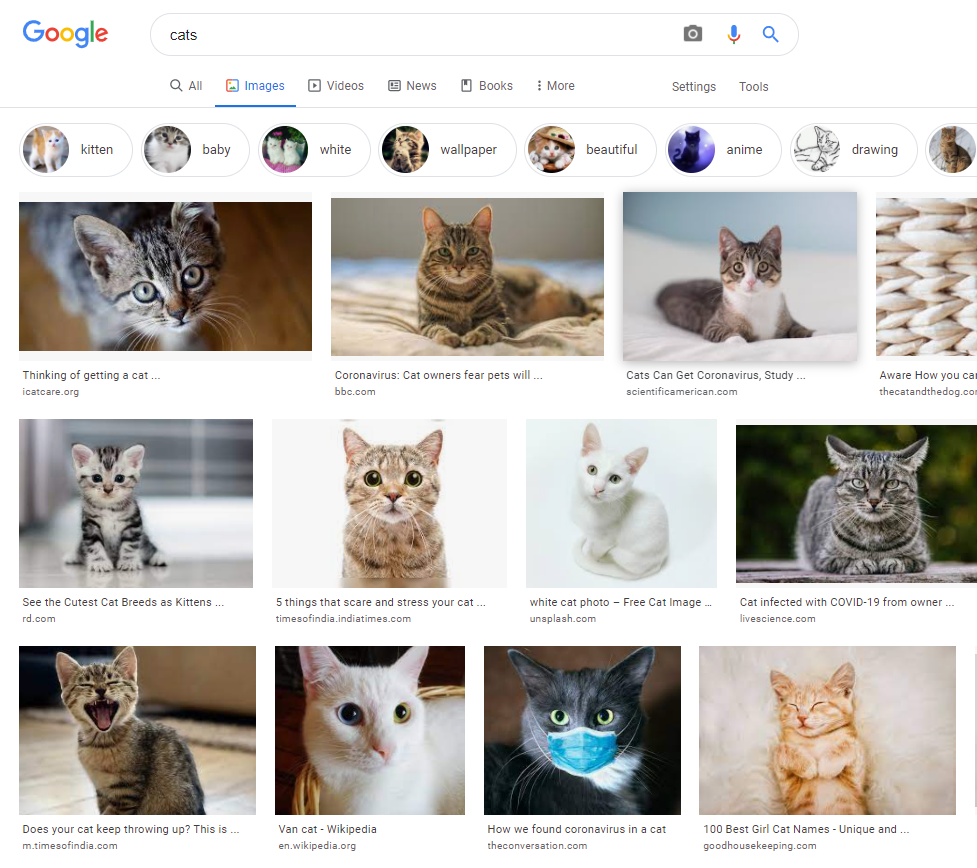 Google
cats
All Images Videos News Books More Settings Tools
kitten baby white wallpaper beautiful anime drawing
Thinking of getting a cat ...
icatcare.org
Coronavirus: Cat owners fear pets will ...
bbc.com
Cats Can Get Coronavirus, Study ...
scientificamerican.com
Aware How you can
thecatandthedog.com
See the Cutest Cat Breeds as Kittens ...
rd.com
5 things that scare and stress your cat ...
timesofindia.indiatimes.com
white cat photo – Free Cat Image ...
unsplash.com
Cat infected with COVID-19 from owner ...
livescience.com
Does your cat keep throwing up? This is ...
m.timesofindia.com
Van cat - Wikipedia
en.wikipedia.org
How we found coronavirus in a cat
theconversation.com
100 Best Girl Cat Names - Unique and ...
goodhousekeeping.com